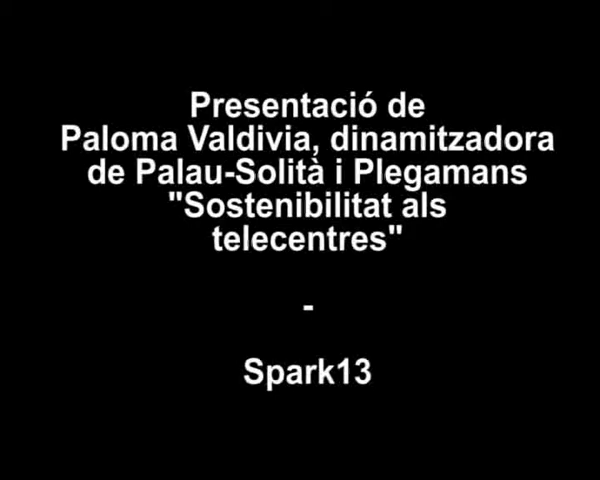 Presentació de
Paloma Valdivia, dinamitzadora
de Palau-Solità i Plegamans
"Sostenibilitat als
telecentres"
-
Spark13